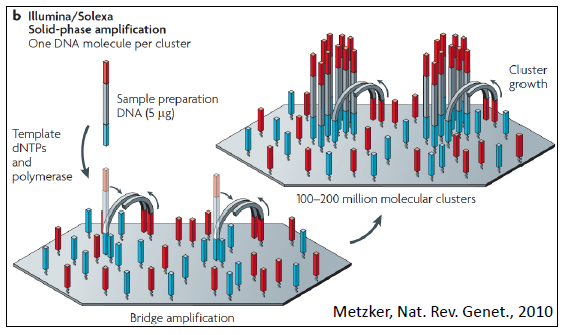 b Illumina/Solexa
Solid-phase amplification
One DNA molecule per cluster
Sample preparation
DNA (5 µg)
Template
dNTPs
and
polymerase
Bridge amplification
Cluster
growth
100–200 million molecular clusters
Metzker, Nat. Rev. Genet., 2010